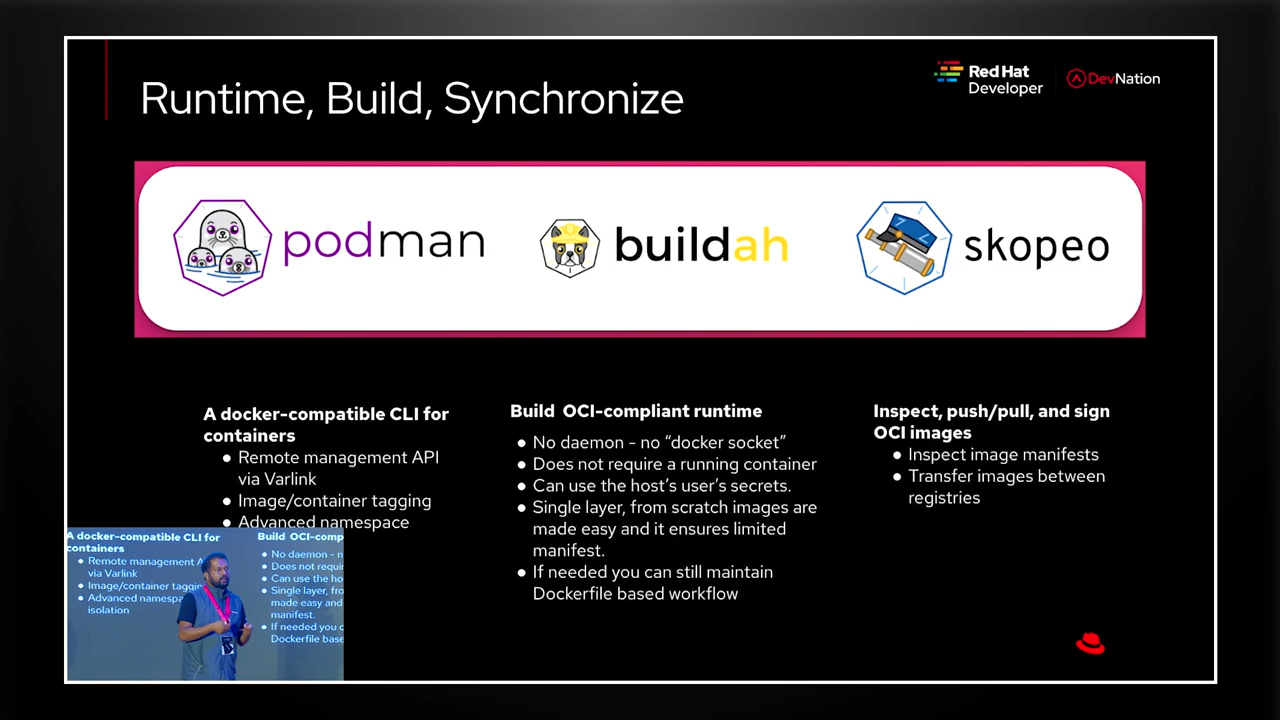 Runtime, Build, Synchronize
Red Hat
Developer
DevNation
podman
buildah
skopeo
A docker-compatible CLI for
containers
● Remote management API
via Varlink
● Image/container tagging
● Advanced namespace
Build OCI-compliant runtime
● No daemon - no “docker socket”
● Does not require a running container
● Can use the host’s user’s secrets.
● Single layer, from scratch images are
made easy and it ensures limited
manifest.
● If needed you can still maintain
Dockerfile based workflow
Inspect, push/pull, and sign
OCI images
● Inspect image manifests
● Transfer images between
registries
A docker-compatible CLI for
containers
● Remote management
via Varlink
● Image/container
● Advanced
isolation
Build OCI-comp
● No daemon - n
● Does not requi
● Can use the ho
● Single layer, fro
made easy and
manifest.
● If needed you c
Dockerfile base